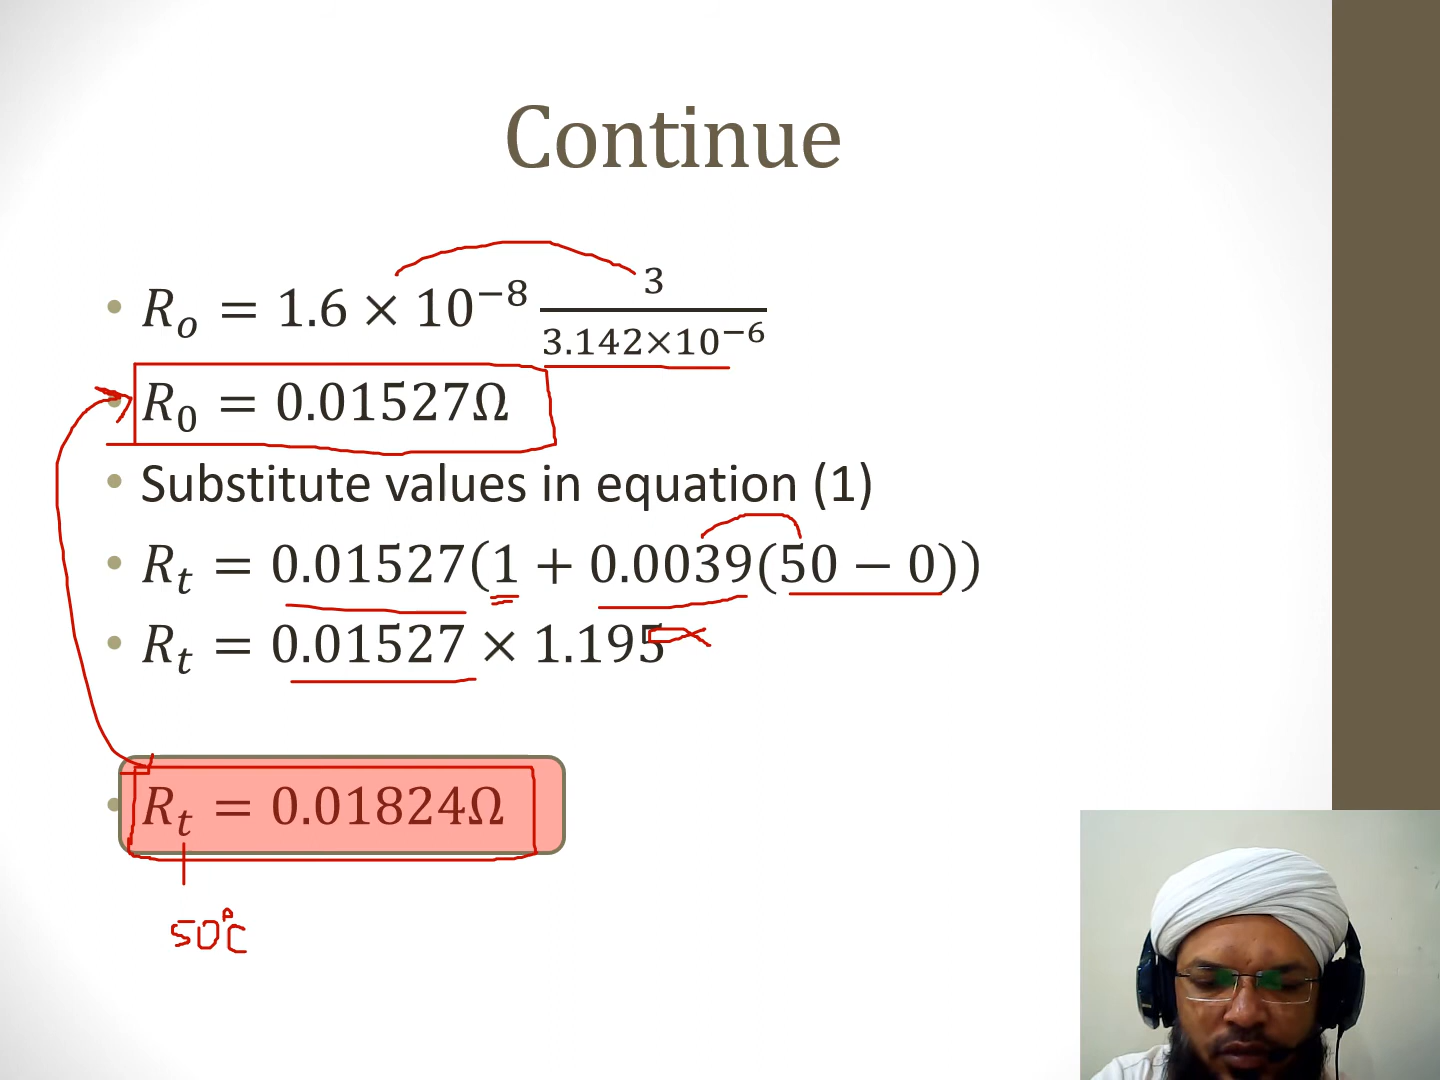 Continue
• R₀ = 1.6 × 10⁻⁸ 3/(3.142×10⁻⁶)
• R₀ = 0.01527Ω
• Substitute values in equation (1)
• Rₜ = 0.01527(1 + 0.0039(50 − 0))
• Rₜ = 0.01527 × 1.195
• Rₜ = 0.01824Ω
50°C